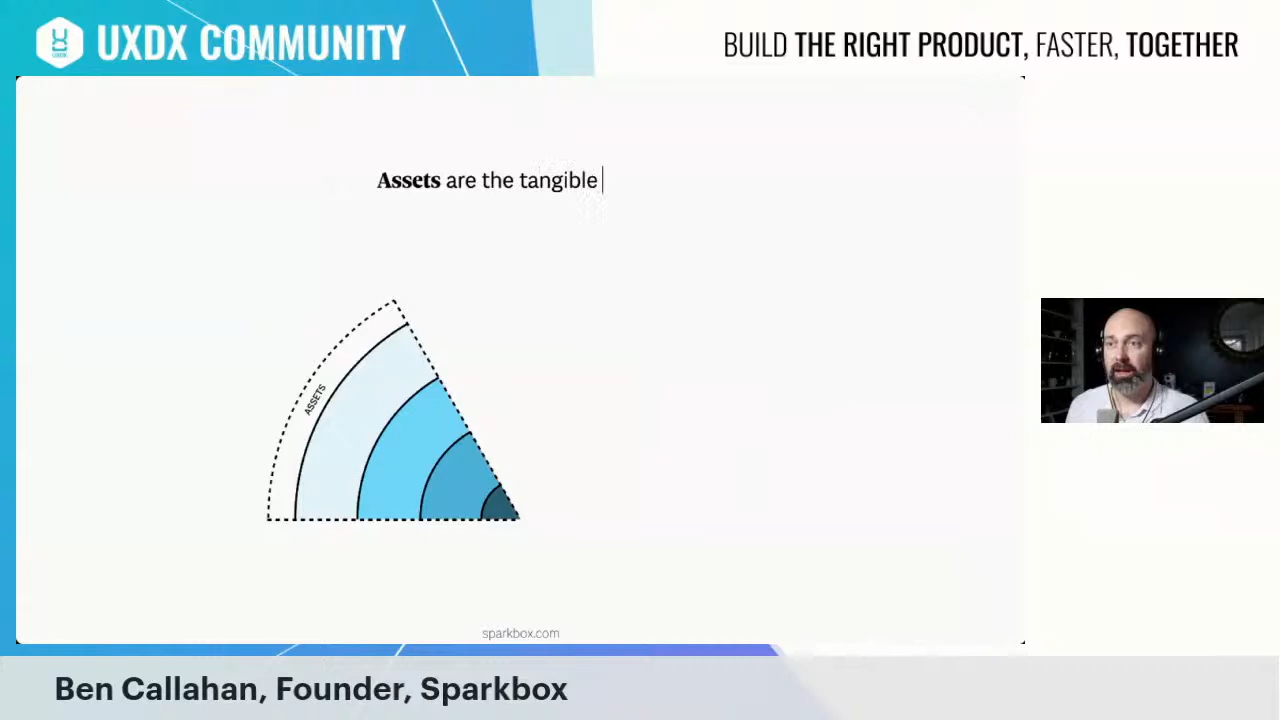 UXDX COMMUNITY
BUILD THE RIGHT PRODUCT, FASTER, TOGETHER
Assets are the tangible
ASSETS
sparkbox.com
Ben Callahan, Founder, Sparkbox